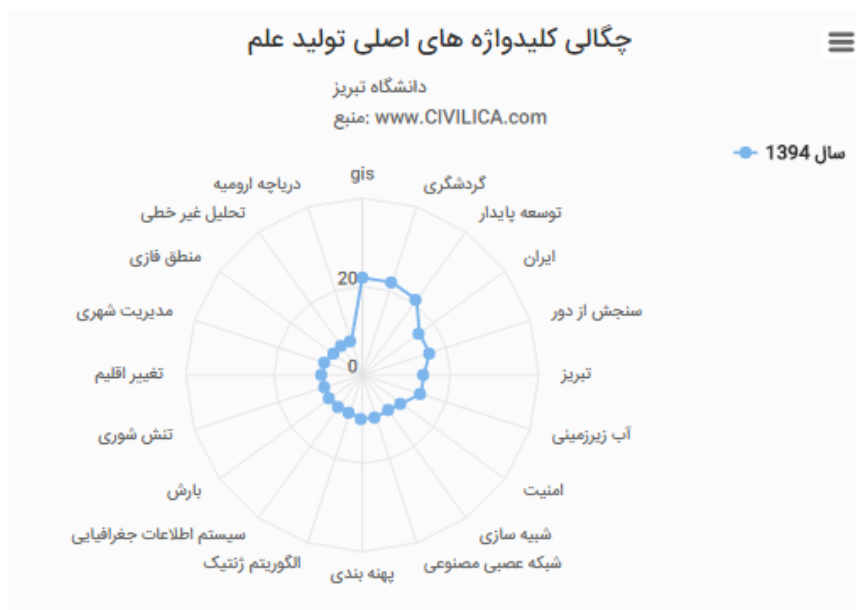 چگالی کلیدواژه های اصلی تولید علم
دانشگاه تبریز
منبع: www.CIVILICA.com
سال 1394
gis
گردشگری
توسعه پایدار
ایران
سنجش از دور
تبریز
آب زیرزمینی
امنیت
شبیه سازی
شبکه عصبی مصنوعی
پهنه بندی
الگوریتم ژنتیک
سیستم اطلاعات جغرافیایی
بارش
تنش شوری
تغییر اقلیم
مدیریت شهری
منطق فازی
تحلیل غیر خطی
دریاچه ارومیه
20
0